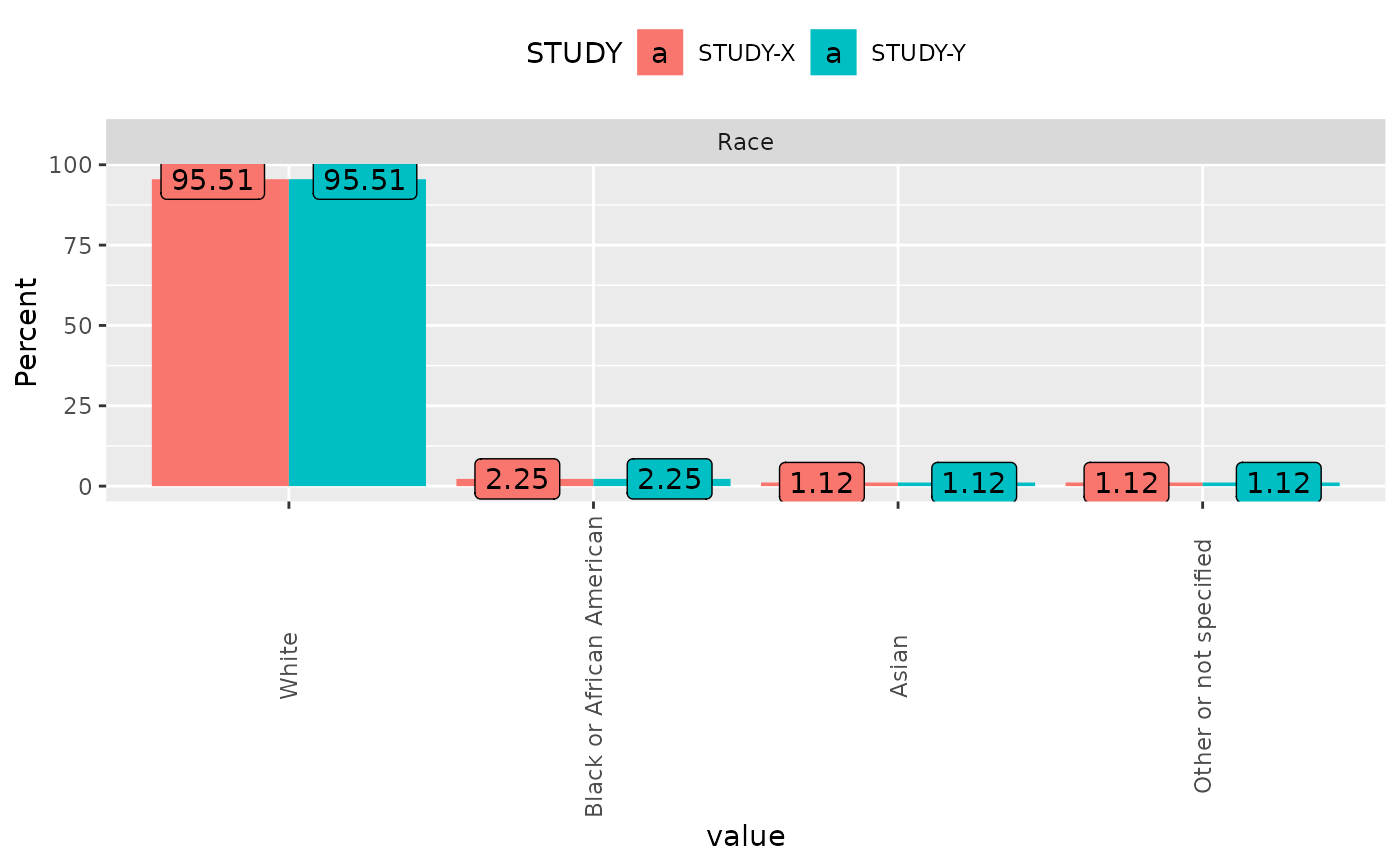 STUDY a STUDY-X a STUDY-Y
Race
Percent
100
75
50
25
0
95.51 95.51
2.25 2.25 1.12 1.12 1.12 1.12
White
Black or African American
Asian
Other or not specified
value